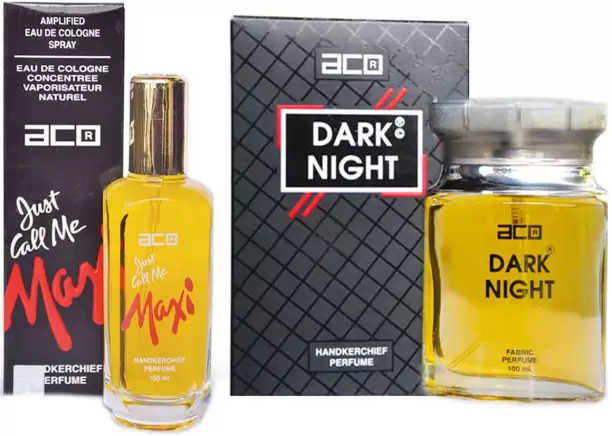 AMPLIFIED
EAU DE COLOGNE
SPRAY
EAU DE COLOGNE
CONCENTREE
VAPORISATEUR
NATUREL
aco R
Just
Call Me
Maxi
aco
Just
Call Me
Maxi
HANDKERCHIEF
PERFUME
100 ml.
aco R
DARK ®©
NIGHT
HANDKERCHIEF
PERFUME
aco
DARK ®
NIGHT
FABRIC
PERFUME
100 ml.